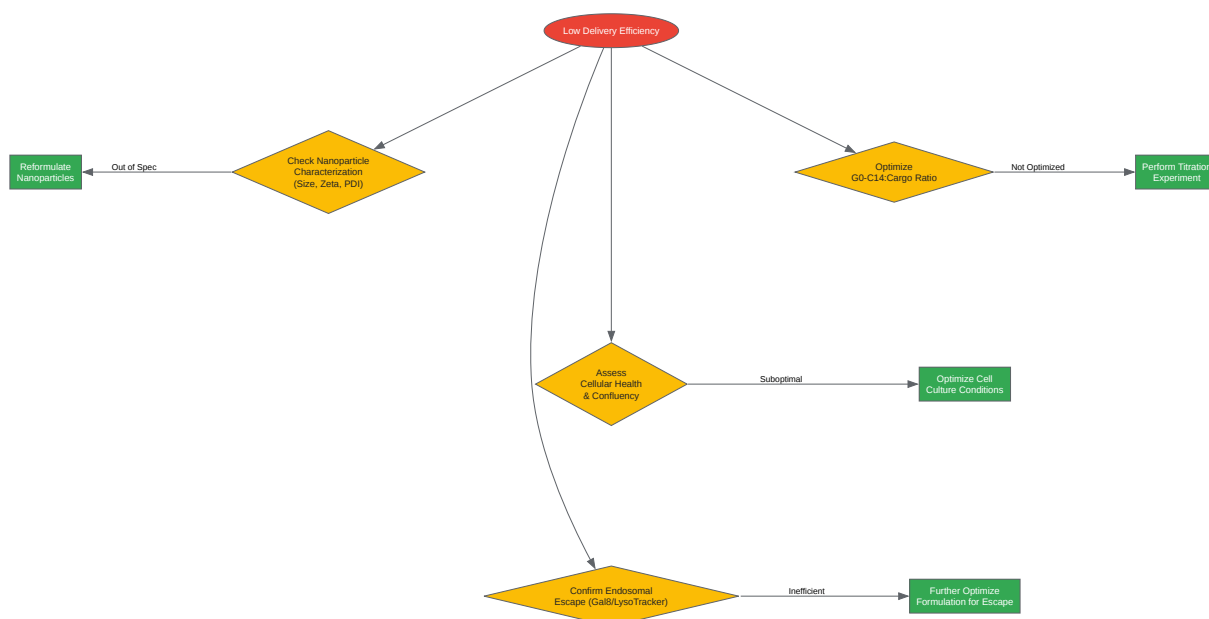 Low Delivery Efficiency
Reformulate
Nanoparticles
Out of Spec
Check Nanoparticle
Characterization
(Size, Zeta, PDI)
Optimize
G0-C14:Cargo Ratio
Not Optimized
Perform Titration
Experiment
Assess
Cellular Health
& Confluency
Suboptimal
Optimize Cell
Culture Conditions
Confirm Endosomal
Escape (Gal8/LysoTracker)
Inefficient
Further Optimize
Formulation for Escape